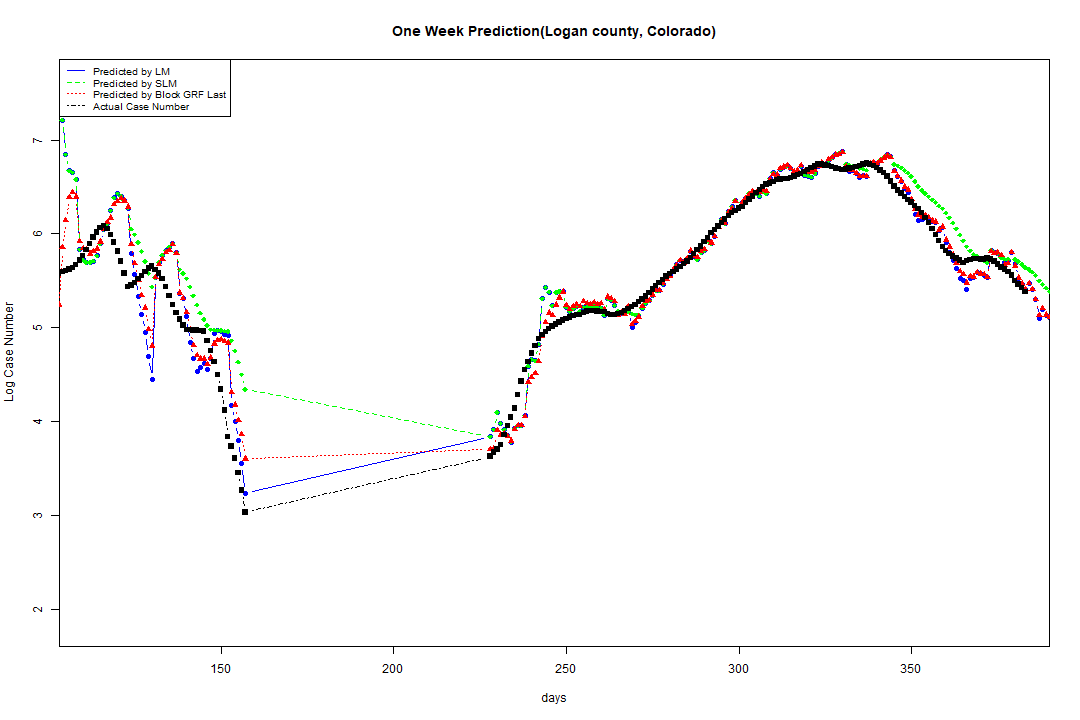 One Week Prediction(Logan county, Colorado)
Predicted by LM
Predicted by SLM
Predicted by Block GRF Last
Actual Case Number
7
6
5
4
3
2
Log Case Number
150
200
250
300
350
days